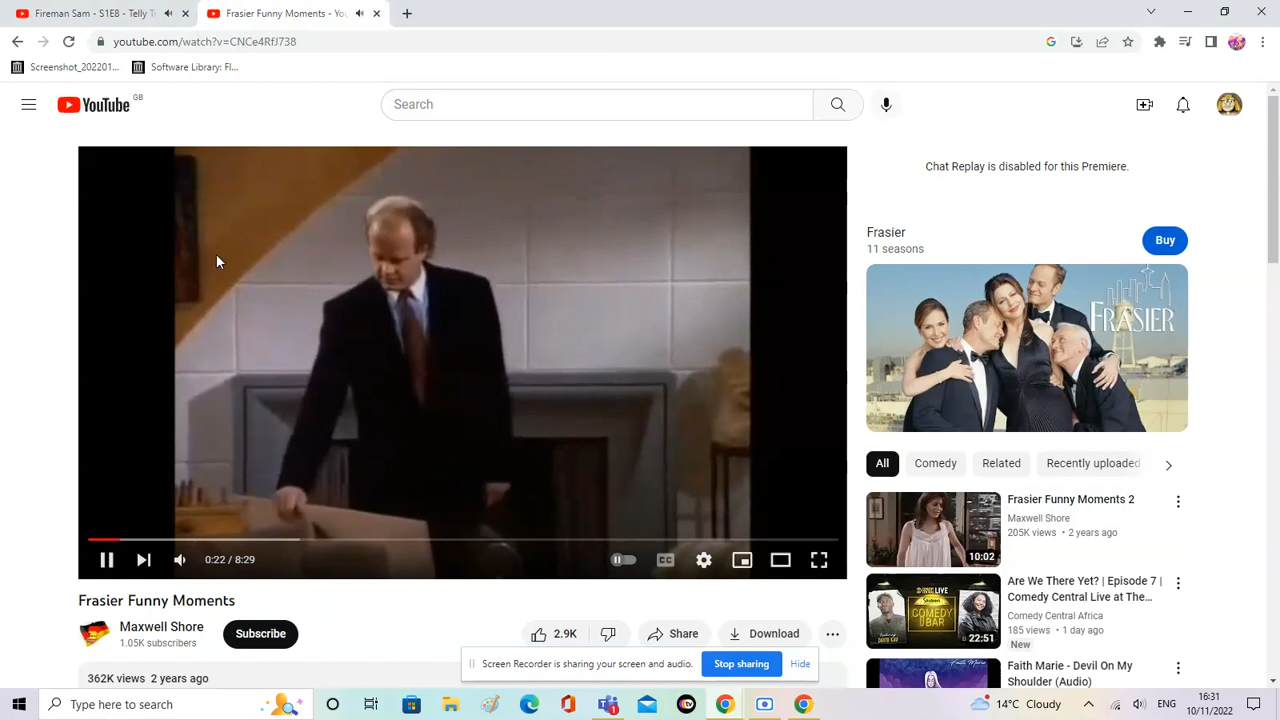 Fireman Sam - S1E8 - Telly Tr
Frasier Funny Moments - You
youtube.com/watch?v=CNCe4RfJ738
Screenshot_202201...
Software Library: Fl...
YouTube GB
Search
Chat Replay is disabled for this Premiere.
Frasier
11 seasons
Buy
FRASIER
All
Comedy
Related
Recently uploaded
Frasier Funny Moments 2
Maxwell Shore
205K views • 2 years ago
10:02
Are We There Yet? | Episode 7 |
Comedy Central Live at The...
Comedy Central Africa
185 views • 1 day ago
New
LIVE
COMEDY
BAR
22:51
Faith Marie - Devil On My
Shoulder (Audio)
0:22 / 8:29
CC
Frasier Funny Moments
Maxwell Shore
1.05K subscribers
Subscribe
2.9K
Share
Download
362K views 2 years ago
Screen Recorder is sharing your screen and audio.
Stop sharing
Hide
Type here to search
14°C Cloudy
ENG
16:31
10/11/2022